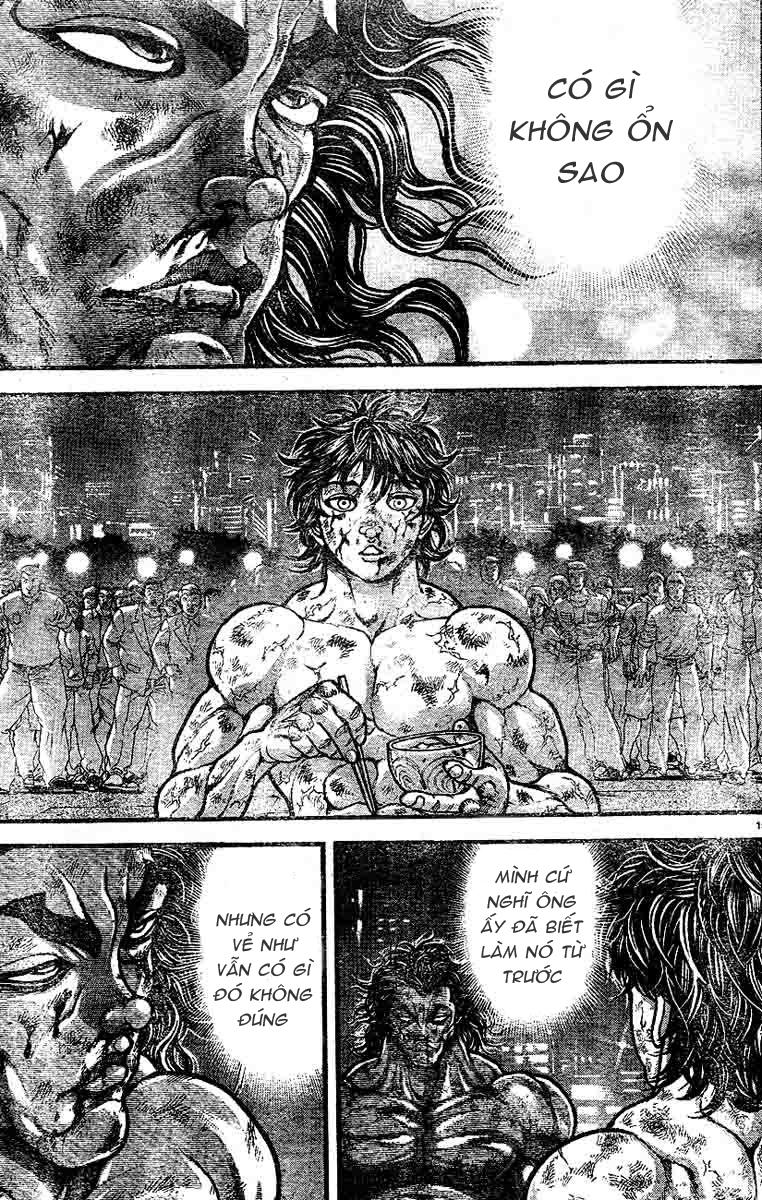 CÓ GÌ
KHÔNG ỔN
SAO
MÌNH CỨ
NGHĨ ÔNG
ẤY ĐÃ BIẾT
LÀM NÓ TỪ
TRƯỚC
NHƯNG CÓ
VẺ NHƯ
VẪN CÓ GÌ
ĐÓ KHÔNG
ĐÚNG